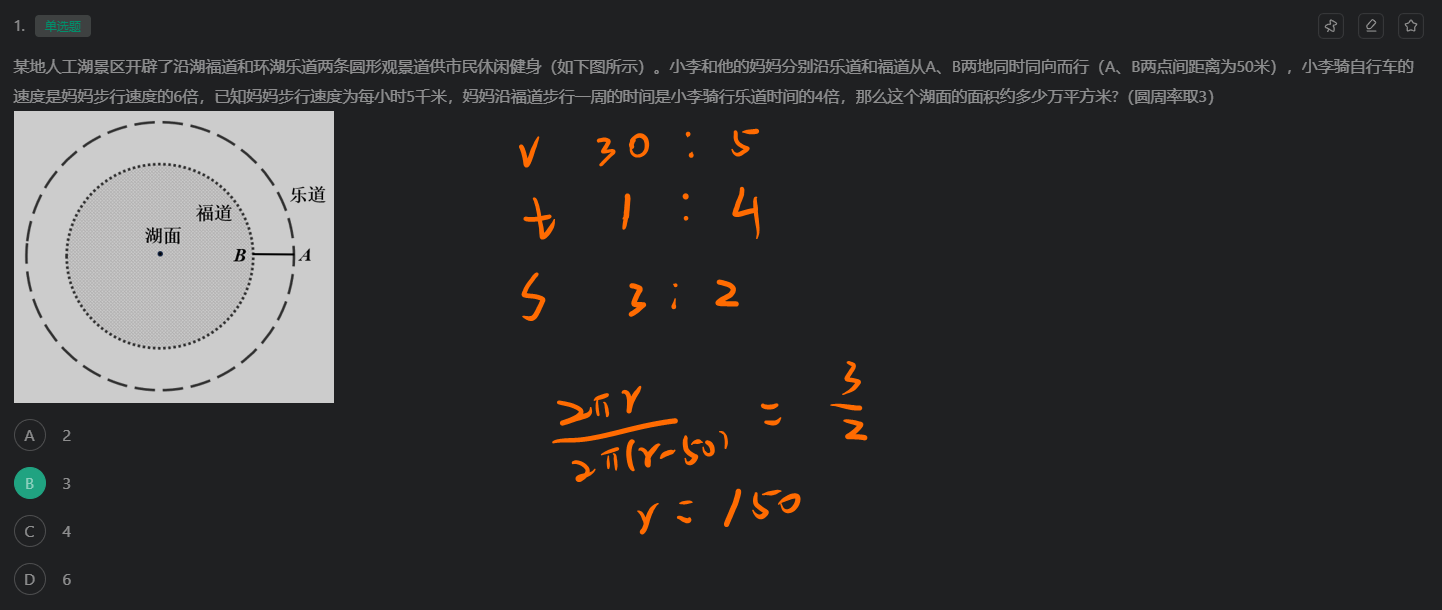 1. 单选题
某地人工湖景区开辟了沿湖福道和环湖乐道两条圆形观景道供市民休闲健身（如下图所示）。小李和他的妈妈分别沿乐道和福道从A、B两地同时同向而行（A、B两点间距离为50米），小李骑自行车的
速度是妈妈步行速度的6倍，已知妈妈步行速度为每小时5千米，妈妈沿福道步行一周的时间是小李骑行乐道时间的4倍，那么这个湖面的面积约多少万平方米?（圆周率取3）
乐道
福道
湖面
B A
v 30 : 5
t 1 : 4
S 3 : 2
2πr / 2π(r-50) = 3/2
r = 150
A 2
B 3
C 4
D 6